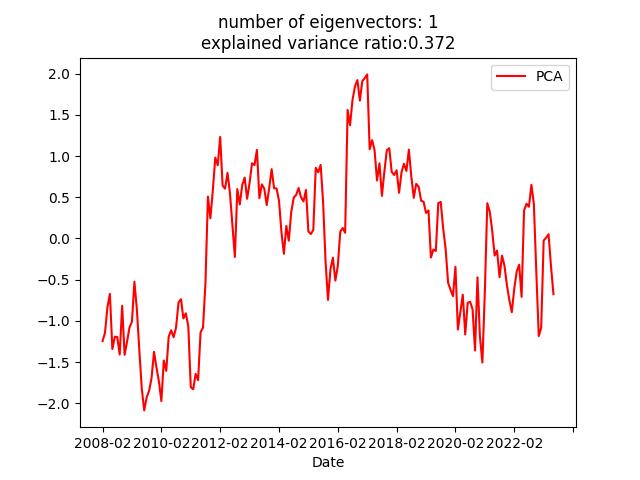 number of eigenvectors: 1
explained variance ratio:0.372
PCA
2.0
1.5
1.0
0.5
0.0
−0.5
−1.0
−1.5
−2.0
2008-02 2010-02 2012-02 2014-02 2016-02 2018-02 2020-02 2022-02
Date